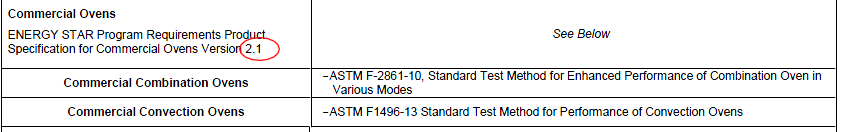 Commercial Ovens
ENERGY STAR Program Requirements Product
Specification for Commercial Ovens Version 2.1
See Below
Commercial Combination Ovens
–ASTM F-2861-10, Standard Test Method for Enhanced Performance of Combination Oven in
Various Modes
Commercial Convection Ovens
–ASTM F1496-13 Standard Test Method for Performance of Convection Ovens